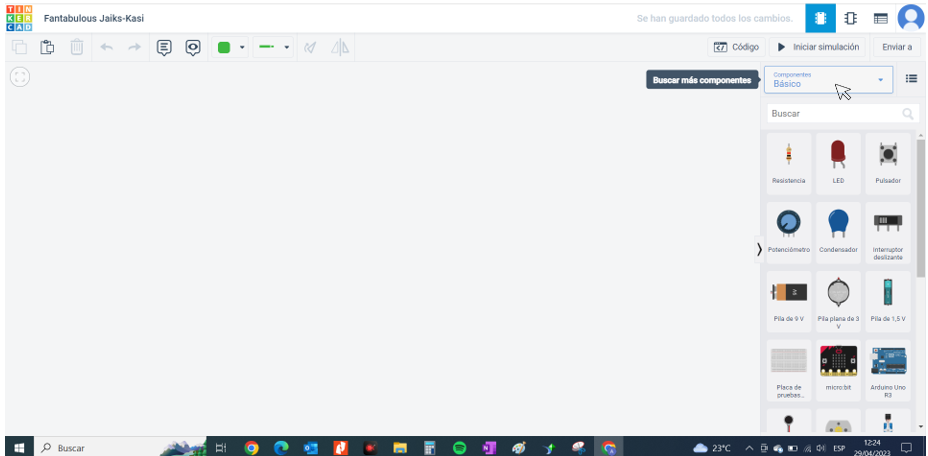 TIN
KER
CAD
Fantabulous Jaiks-Kasi
Se han guardado todos los cambios.
Código
Iniciar simulación
Enviar a
Buscar más componentes
Componentes
Básico
Buscar
Resistencia
LED
Pulsador
Potenciómetro
Condensador
Interruptor
deslizante
Pila de 9 V
Pila plana de 3
V
Pila de 1,5 V
Placa de
pruebas...
micro:bit
Arduino Uno
R3
Buscar
23°C
ESP
12:24
29/04/2023